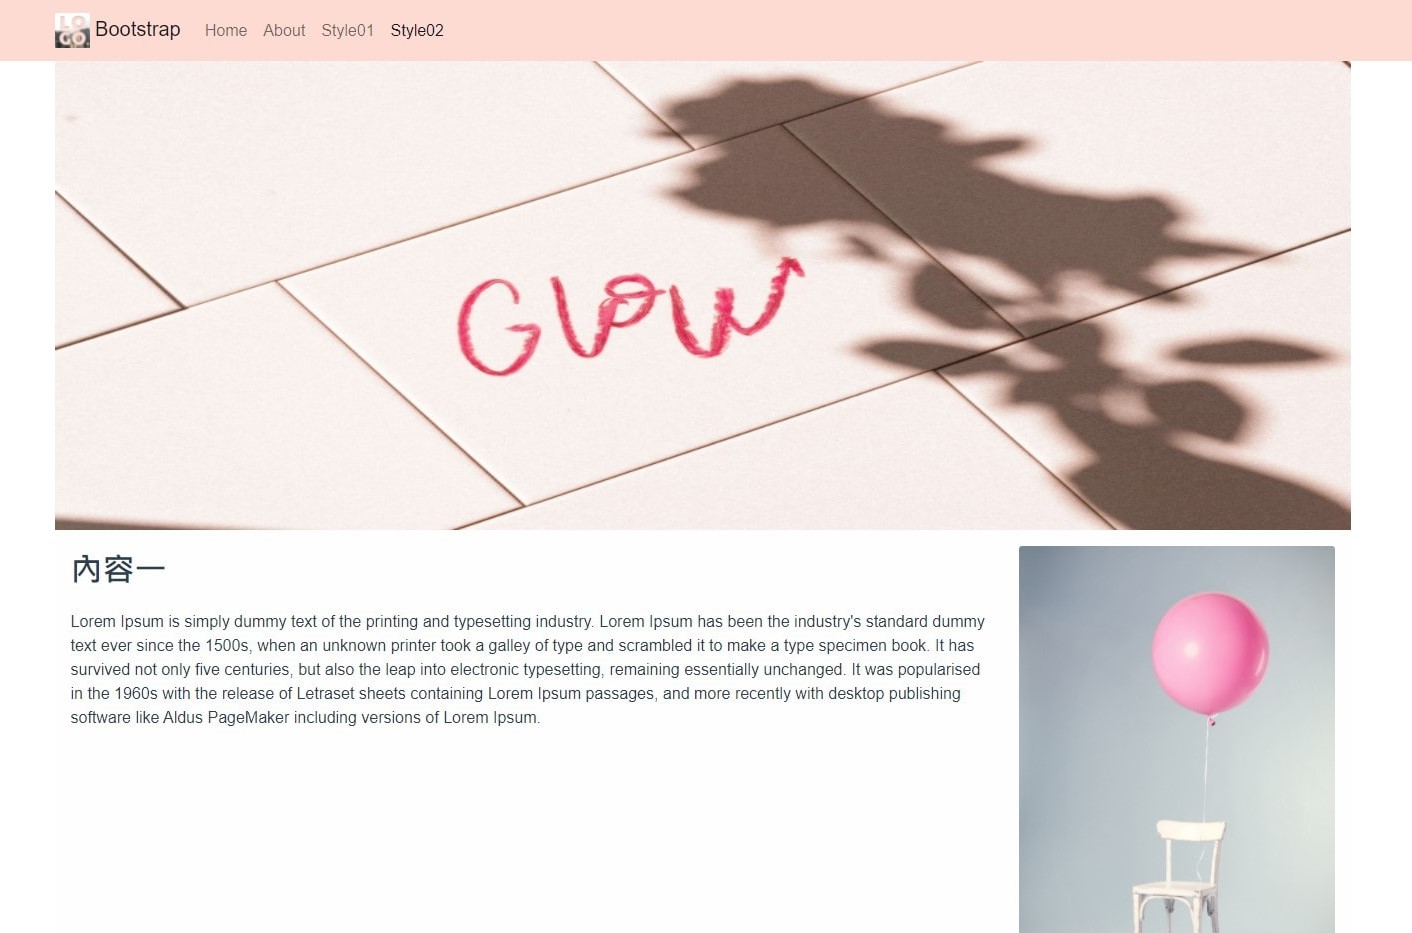 LO
GO
Bootstrap Home About Style01 Style02
Glow
內容一
Lorem Ipsum is simply dummy text of the printing and typesetting industry. Lorem Ipsum has been the industry's standard dummy
text ever since the 1500s, when an unknown printer took a galley of type and scrambled it to make a type specimen book. It has
survived not only five centuries, but also the leap into electronic typesetting, remaining essentially unchanged. It was popularised
in the 1960s with the release of Letraset sheets containing Lorem Ipsum passages, and more recently with desktop publishing
software like Aldus PageMaker including versions of Lorem Ipsum.